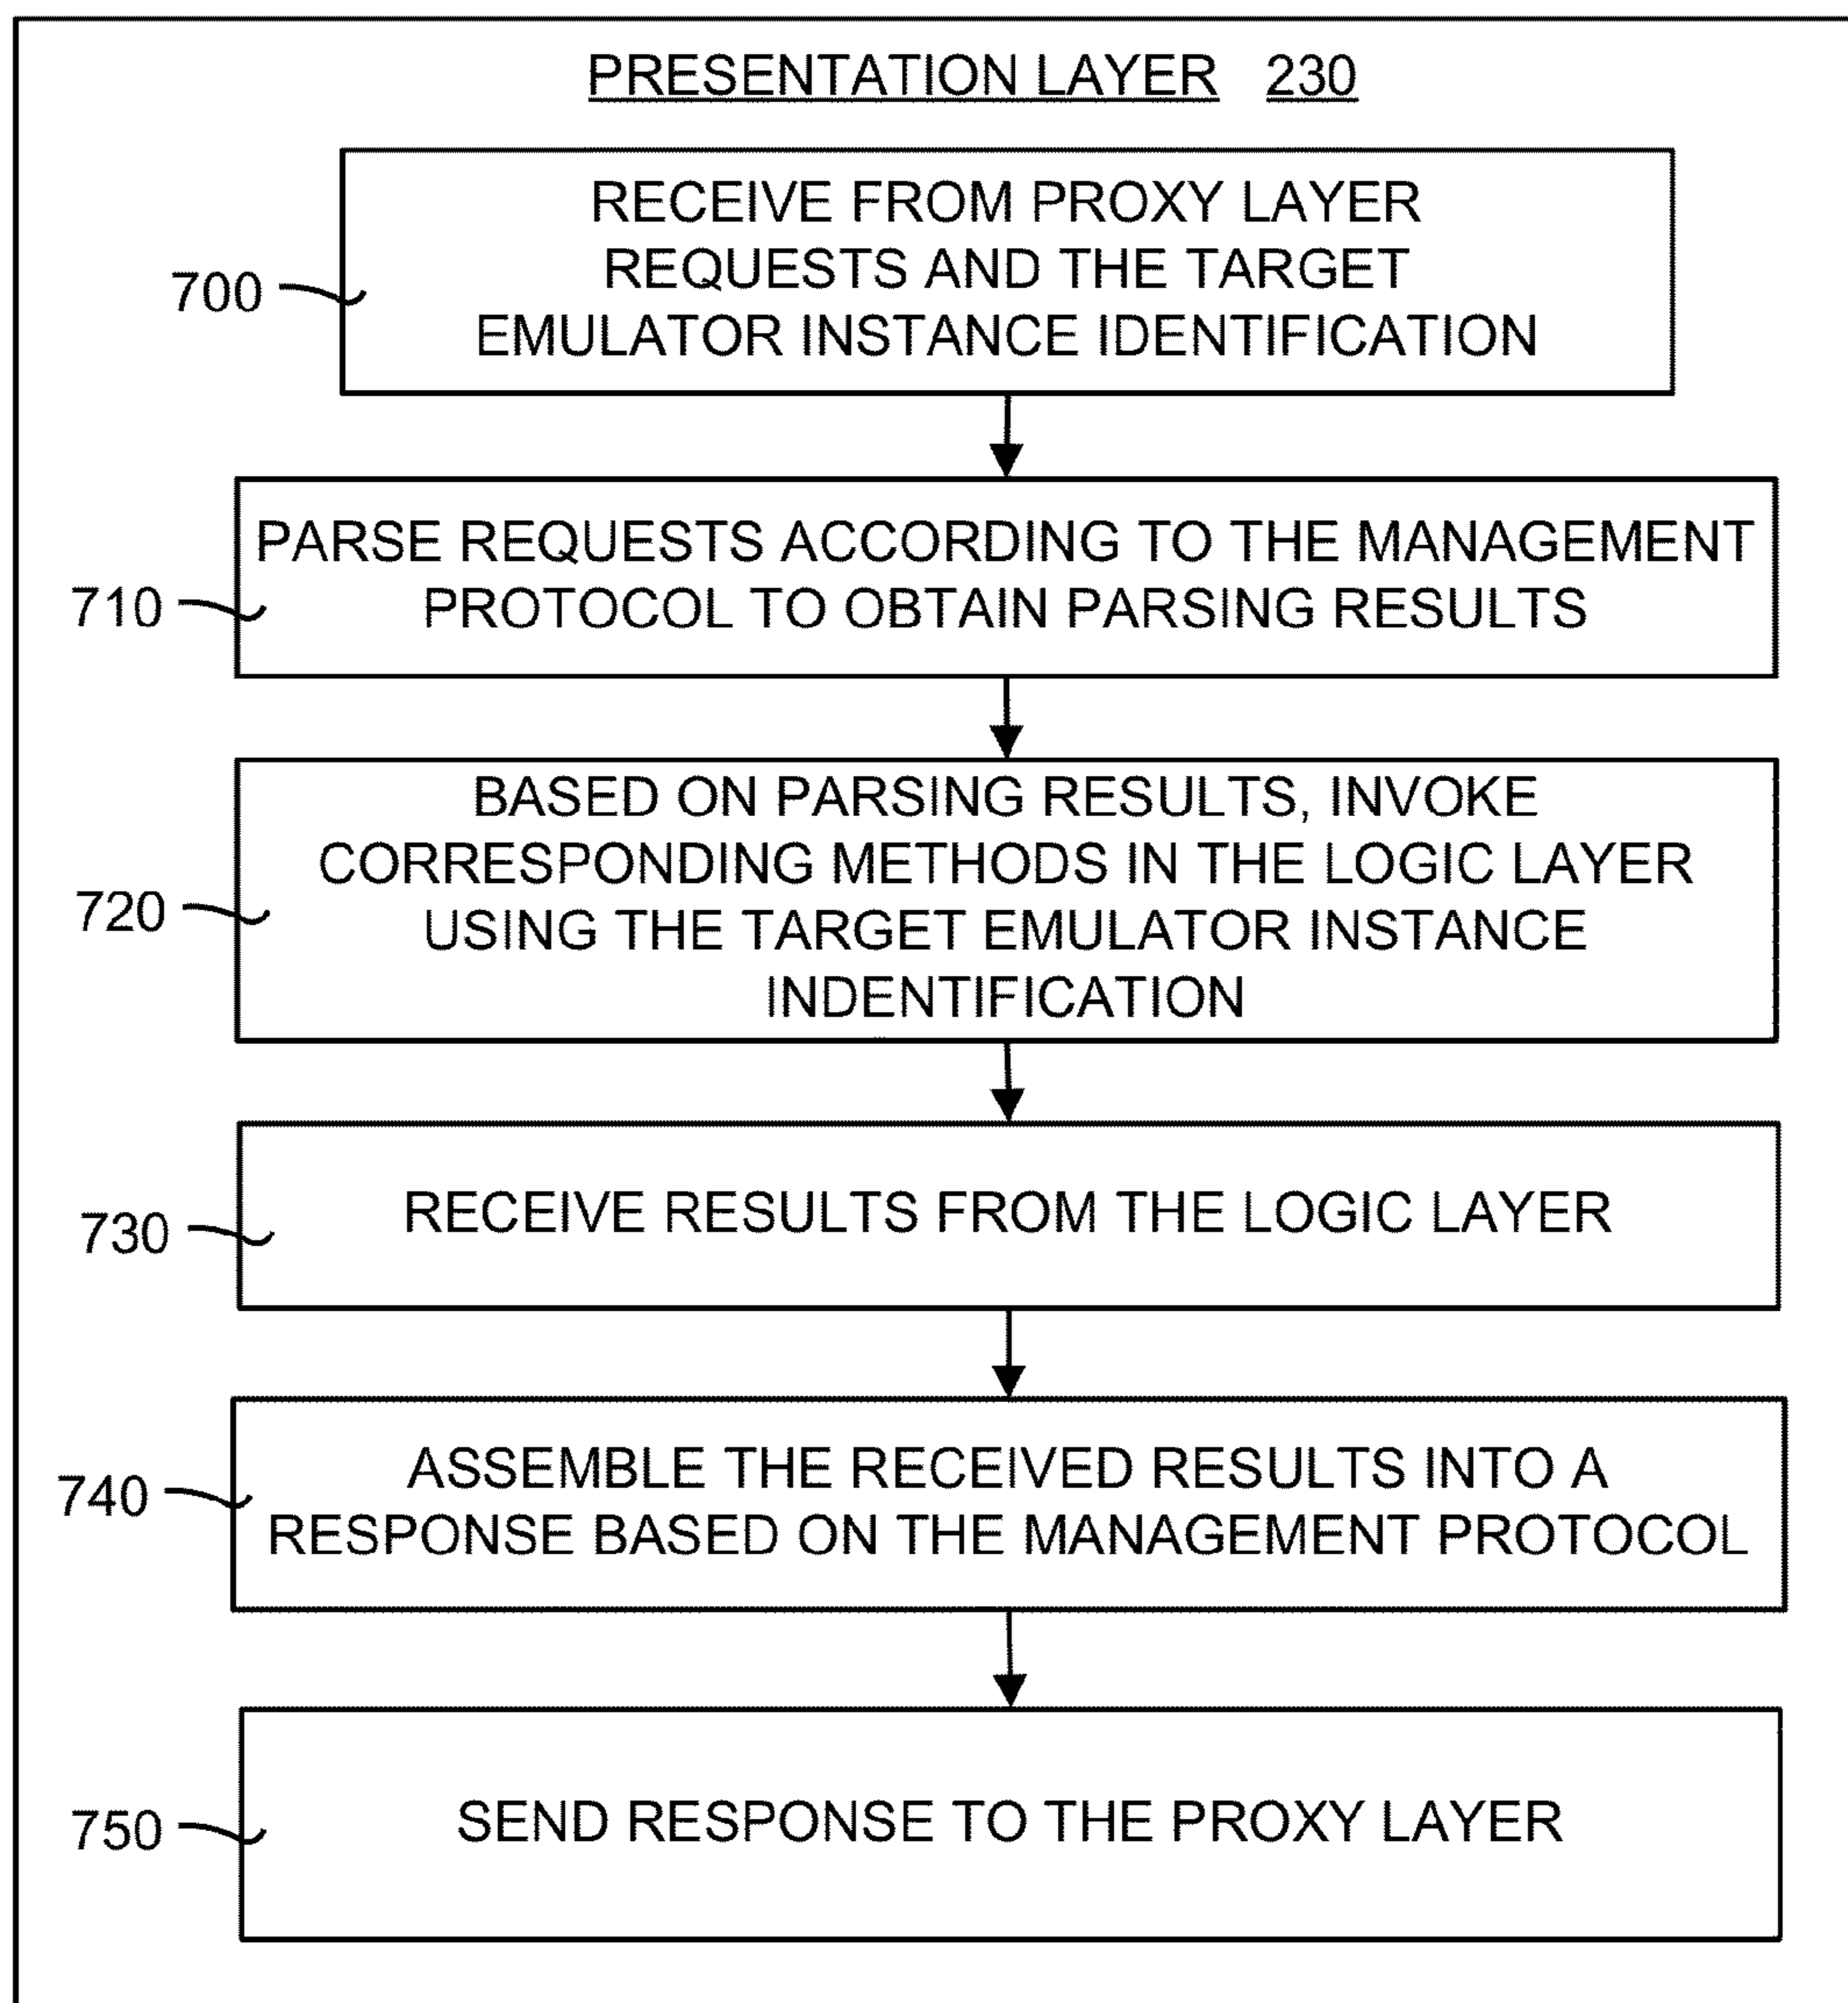 PRESENTATION LAYER 230
RECEIVE FROM PROXY LAYER
REQUESTS AND THE TARGET
EMULATOR INSTANCE IDENTIFICATION
700
PARSE REQUESTS ACCORDING TO THE MANAGEMENT
PROTOCOL TO OBTAIN PARSING RESULTS
710
BASED ON PARSING RESULTS, INVOKE
CORRESPONDING METHODS IN THE LOGIC LAYER
USING THE TARGET EMULATOR INSTANCE
INDENTIFICATION
720
RECEIVE RESULTS FROM THE LOGIC LAYER
730
ASSEMBLE THE RECEIVED RESULTS INTO A
RESPONSE BASED ON THE MANAGEMENT PROTOCOL
740
SEND RESPONSE TO THE PROXY LAYER
750